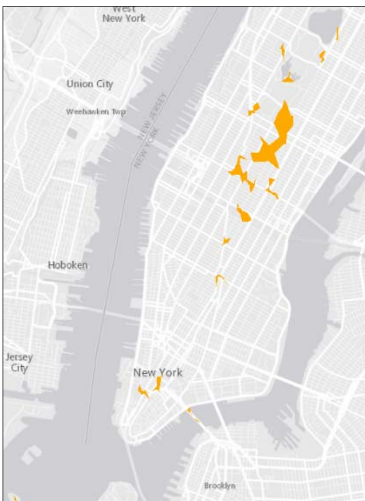 West
New York
Union City
Weehawken Twp
NEW JERSEY
NEW YORK
Hoboken
Jersey
City
New York
Brooklyn